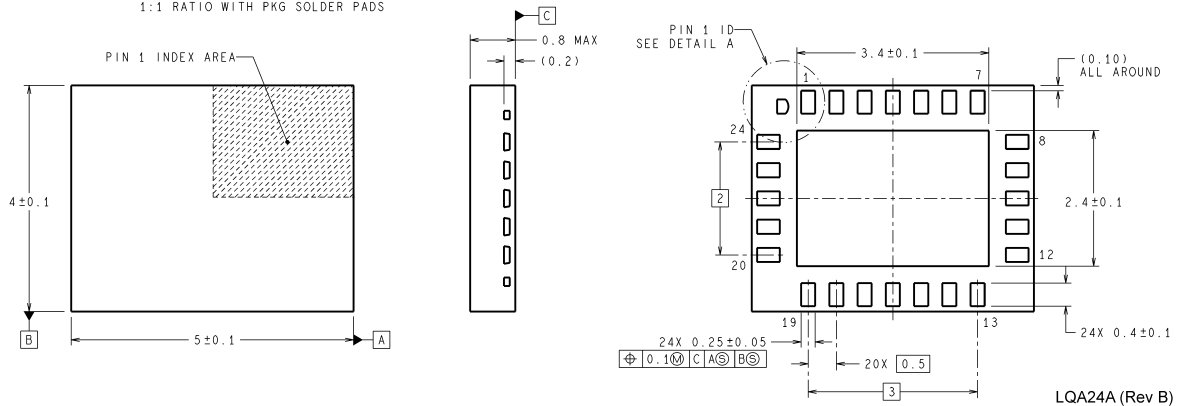 1:1 RATIO WITH PKG SOLDER PADS
PIN 1 INDEX AREA
4±0.1
B
5±0.1
A
C
0.8 MAX
(0.2)
PIN 1 ID
SEE DETAIL A
3.4±0.1
(0.10)
ALL AROUND
1
7
24
8
2
2.4±0.1
20
12
19
13
24X 0.4±0.1
24X 0.25±0.05
⌖ 0.1Ⓜ C AⓈ BⓈ
20X 0.5
3
LQA24A (Rev B)